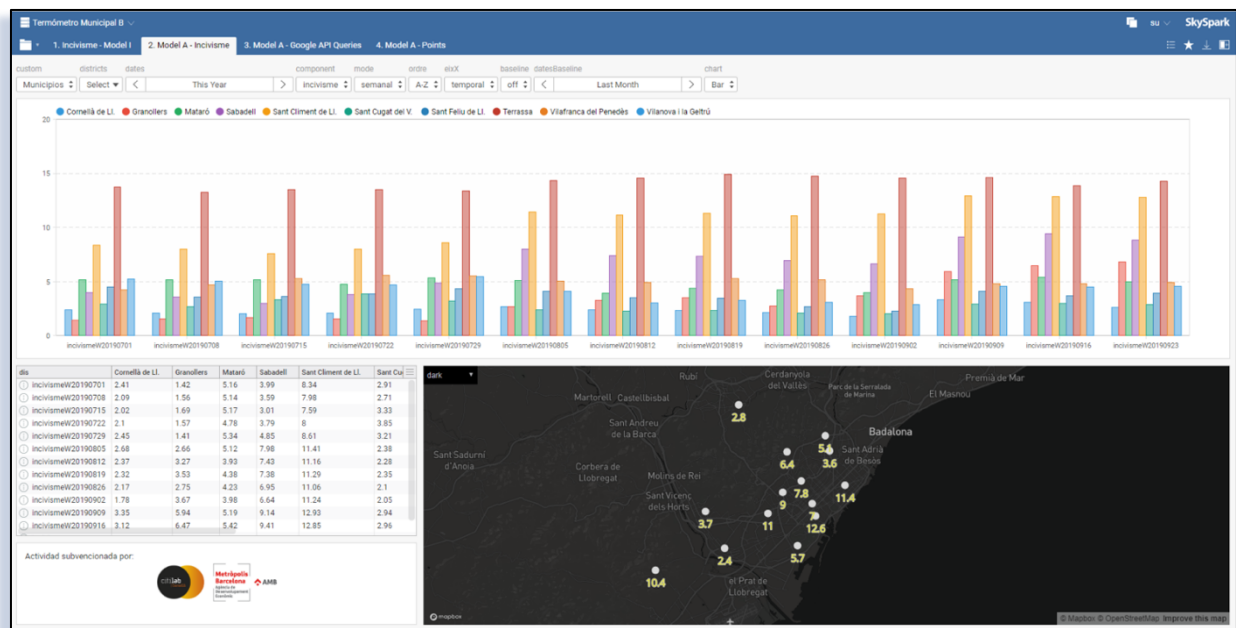 Termómetro Municipal B
su
SkySpark
1. Incivisme - Model I
2. Model A - Incivisme
3. Model A - Google API Queries
4. Model A - Points
custom districts dates component mode ordre eixX baseline datesBaseline chart
Municipios Select < This Year > incivisme semanal A-Z temporal off < Last Month > Bar
Cornellà de Ll. Granollers Mataró Sabadell Sant Climent de Ll. Sant Cugat del V. Sant Feliu de Ll. Terrassa Vilafranca del Penedès Vilanova i la Geltrú
20
15
10
5
0
incivismeW20190701 incivismeW20190708 incivismeW20190715 incivismeW20190722 incivismeW20190729 incivismeW20190805 incivismeW20190812 incivismeW20190819 incivismeW20190826 incivismeW20190902 incivismeW20190909 incivismeW20190916 incivismeW20190923
dis Cornellà de Ll. Granollers Mataró Sabadell Sant Climent de Ll. Sant Cu
incivismeW20190701 2.41 1.42 5.16 3.99 8.34 2.91
incivismeW20190708 2.09 1.56 5.14 3.59 7.98 2.71
incivismeW20190715 2.02 1.69 5.17 3.01 7.59 3.33
incivismeW20190722 2.1 1.57 4.78 3.79 8 3.85
incivismeW20190729 2.45 1.41 5.34 4.85 8.61 3.21
incivismeW20190805 2.68 2.66 5.12 7.98 11.41 2.38
incivismeW20190812 2.37 3.27 3.93 7.43 11.16 2.28
incivismeW20190819 2.32 3.53 4.38 7.38 11.29 2.35
incivismeW20190826 2.17 2.75 4.23 6.95 11.06 2.1
incivismeW20190902 1.78 3.67 3.98 6.64 11.24 2.05
incivismeW20190909 3.35 5.94 5.19 9.14 12.93 2.94
incivismeW20190916 3.12 6.47 5.42 9.41 12.85 2.96
Actividad subvencionada por:
citilab
Metròpolis
Barcelona
AMB
dark
Rubí
Cerdanyola
del Vallès
Parc de la Serralada
de Marina
Premià de Mar
El Masnou
Martorell
Castellbisbal
2.8
Sant Andreu
de la Barca
Badalona
Sant Adrià
de Besòs
6.4
3.6
Sant Sadurní
d'Anoia
Corbera de
Llobregat
Molins de Rei
7.8
11.4
Sant Vicenç
dels Horts
9
3.7
11
7
12.6
2.4
5.7
10.4
el Prat de
Llobregat
mapbox
© Mapbox © OpenStreetMap Improve this map